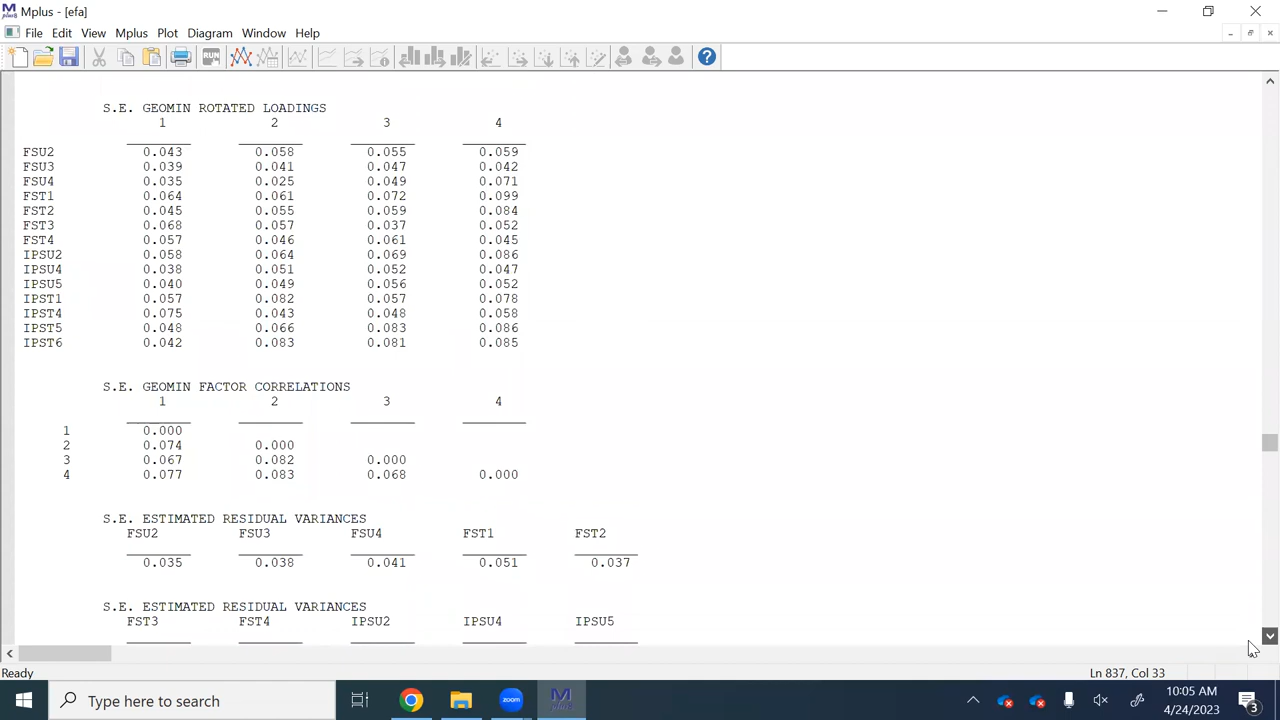 Mplus - [efa]
File Edit View Mplus Plot Diagram Window Help
RUN
S.E. GEOMIN ROTATED LOADINGS
1 2 3 4
FSU2 0.043 0.058 0.055 0.059
FSU3 0.039 0.041 0.047 0.042
FSU4 0.035 0.025 0.049 0.071
FST1 0.064 0.061 0.072 0.099
FST2 0.045 0.055 0.059 0.084
FST3 0.068 0.057 0.037 0.052
FST4 0.057 0.046 0.061 0.045
IPSU2 0.058 0.064 0.069 0.086
IPSU4 0.038 0.051 0.052 0.047
IPSU5 0.040 0.049 0.056 0.052
IPST1 0.057 0.082 0.057 0.078
IPST4 0.075 0.043 0.048 0.058
IPST5 0.048 0.066 0.083 0.086
IPST6 0.042 0.083 0.081 0.085
S.E. GEOMIN FACTOR CORRELATIONS
1 2 3 4
1 0.000
2 0.074 0.000
3 0.067 0.082 0.000
4 0.077 0.083 0.068 0.000
S.E. ESTIMATED RESIDUAL VARIANCES
FSU2 FSU3 FSU4 FST1 FST2
0.035 0.038 0.041 0.051 0.037
S.E. ESTIMATED RESIDUAL VARIANCES
FST3 FST4 IPSU2 IPSU4 IPSU5
Ready Ln 837, Col 33
Type here to search
zoom
10:05 AM
4/24/2023
3